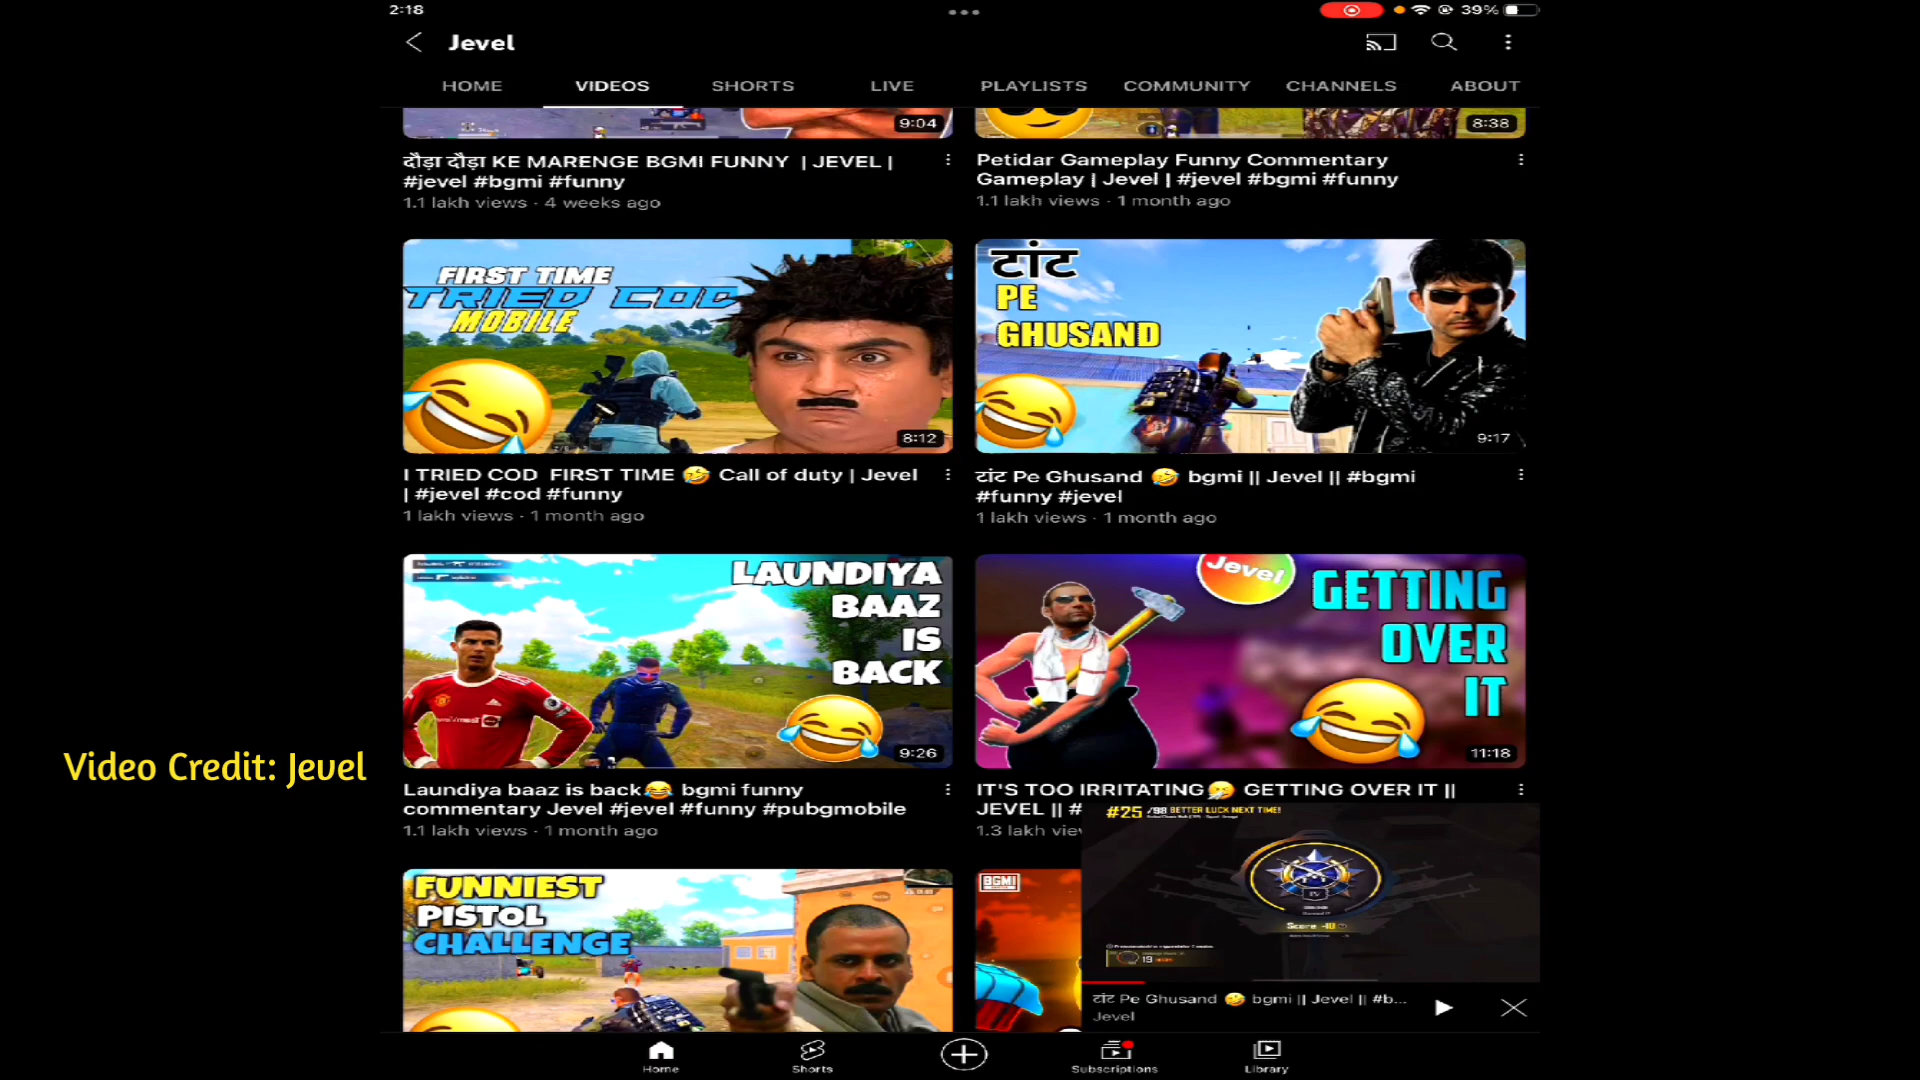 2:18
39%
Jevel
HOME VIDEOS SHORTS LIVE PLAYLISTS COMMUNITY CHANNELS ABOUT
9:04
दौड़ा दौड़ा KE MARENGE BGMI FUNNY | JEVEL |
#jevel #bgmi #funny
1.1 lakh views · 4 weeks ago
8:38
Petidar Gameplay Funny Commentary
Gameplay | Jevel | #jevel #bgmi #funny
1.1 lakh views · 1 month ago
FIRST TIME
TRIED COD
MOBILE
8:12
I TRIED COD FIRST TIME 🤣 Call of duty | Jevel
| #jevel #cod #funny
1 lakh views · 1 month ago
टांट
PE
GHUSAND
9:17
टांट Pe Ghusand 🤣 bgmi || Jevel || #bgmi
#funny #jevel
1 lakh views · 1 month ago
LAUNDIYA
BAAZ
IS
BACK
9:26
Laundiya baaz is back😂 bgmi funny
commentary Jevel #jevel #funny #pubgmobile
1.1 lakh views · 1 month ago
Jevel
GETTING
OVER
IT
11:18
IT'S TOO IRRITATING🤧 GETTING OVER IT ||
JEVEL || #
1.3 lakh view
Video Credit: Jevel
FUNNIEST
PISTOL
CHALLENGE
BGMI
#25 /98 BETTER LUCK NEXT TIME!
IV
Score -10
19
टांट Pe Ghusand 🤣 bgmi || Jevel || #b...
Jevel
Home Shorts Subscriptions Library